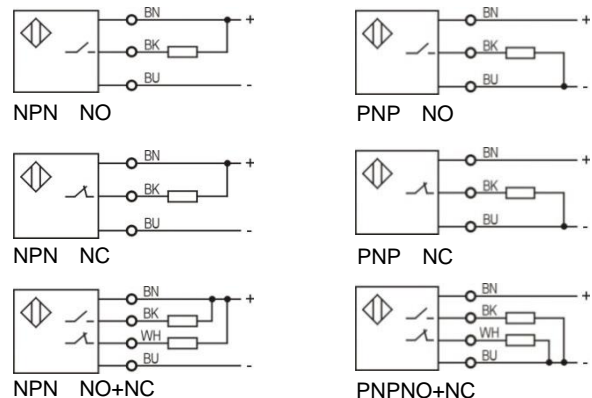 BN +
BK
BU -
NPN NO
BN +
BK
BU -
PNP NO
BN +
BK
BU -
NPN NC
BN +
BK
BU -
PNP NC
BN +
BK
WH
BU -
NPN NO+NC
BN +
BK
WH
BU -
PNPNO+NC